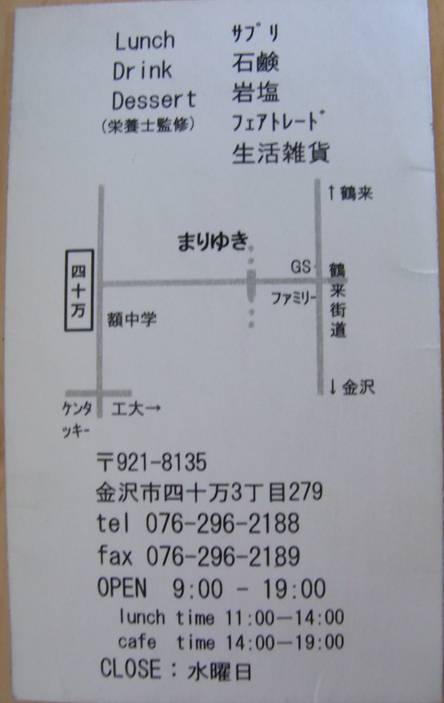 Lunch サプリ
Drink 石鹸
Dessert 岩塩
(栄養士監修) フェアトレード
生活雑貨
↑鶴来
まりゆき
GS
四十万
鶴来街道
ファミリー
額中学
↓金沢
ケンタッキー
工大→
〒921-8135
金沢市四十万3丁目279
tel 076-296-2188
fax 076-296-2189
OPEN 9:00 - 19:00
lunch time 11:00-14:00
cafe time 14:00-19:00
CLOSE:水曜日